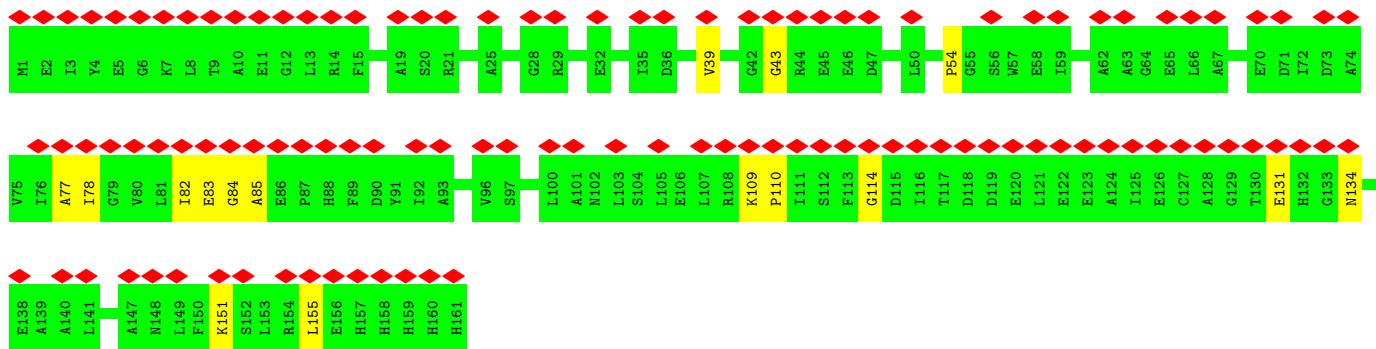 M1 E2 I3 Y4 E5 G6 K7 L8 T9 A10 E11 G12 L13 R14 F15 A19 S20 R21 A25 G28 R29 E32 I35 D36 V39 G42 G43 R44 E45 E46 D47 L50 P54 G55 S56 W57 E58 I59 A62 A63 G64 E65 L66 A67 E70 D71 I72 D73 A74
V75 I76 A77 I78 G79 V80 L81 I82 E83 G84 A85 E86 P87 H88 F89 D90 Y91 I92 A93 V96 S97 L100 A101 N102 L103 S104 L105 E106 L107 R108 K109 P110 I111 S112 F113 G114 D115 I116 T117 D118 D119 E120 L121 E122 E123 A124 I125 E126 C127 A128 G129 T130 E131 H132 G133 N134
E138 A139 A140 L141 A147 N148 L149 F150 K151 S152 L153 R154 L155 E156 H157 H158 H159 H160 H161